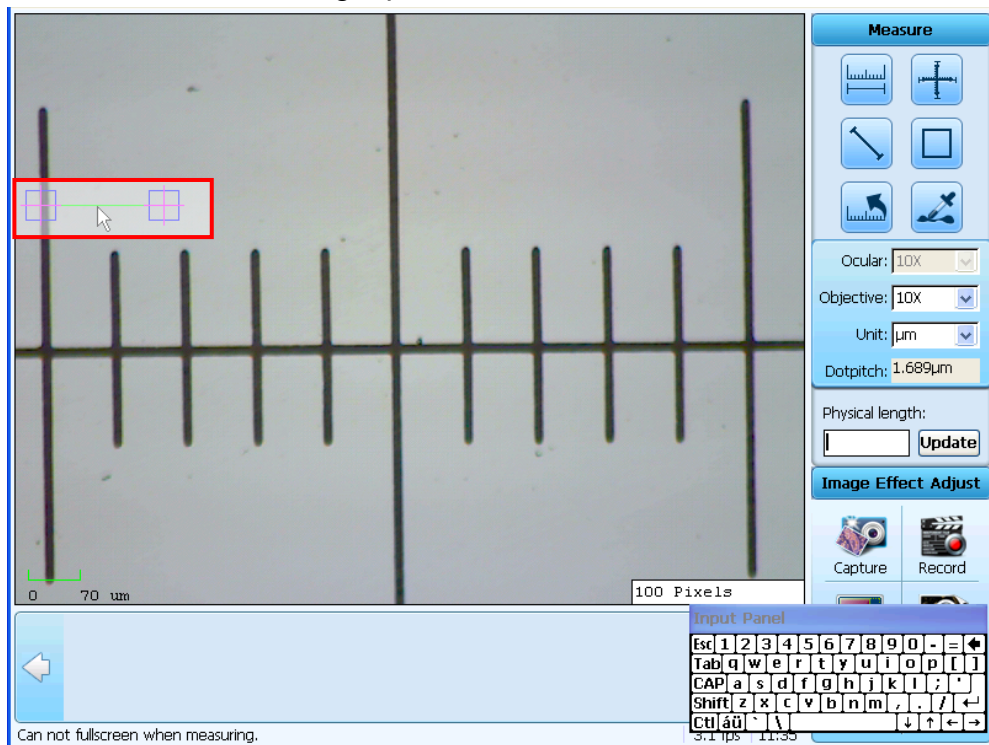 Measure
Ocular: 10X
Objective: 10X
Unit: µm
Dotpitch: 1.689µm
Physical length:
Update
Image Effect Adjust
Capture Record
0 70 um
100 Pixels
Input Panel
Esc 1 2 3 4 5 6 7 8 9 0 - =
Tab q w e r t y u i o p [ ]
CAP a s d f g h j k l ; '
Shift z x c v b n m , . /
Ctl áü ` \
Can not fullscreen when measuring.
3.1 fps 11:35